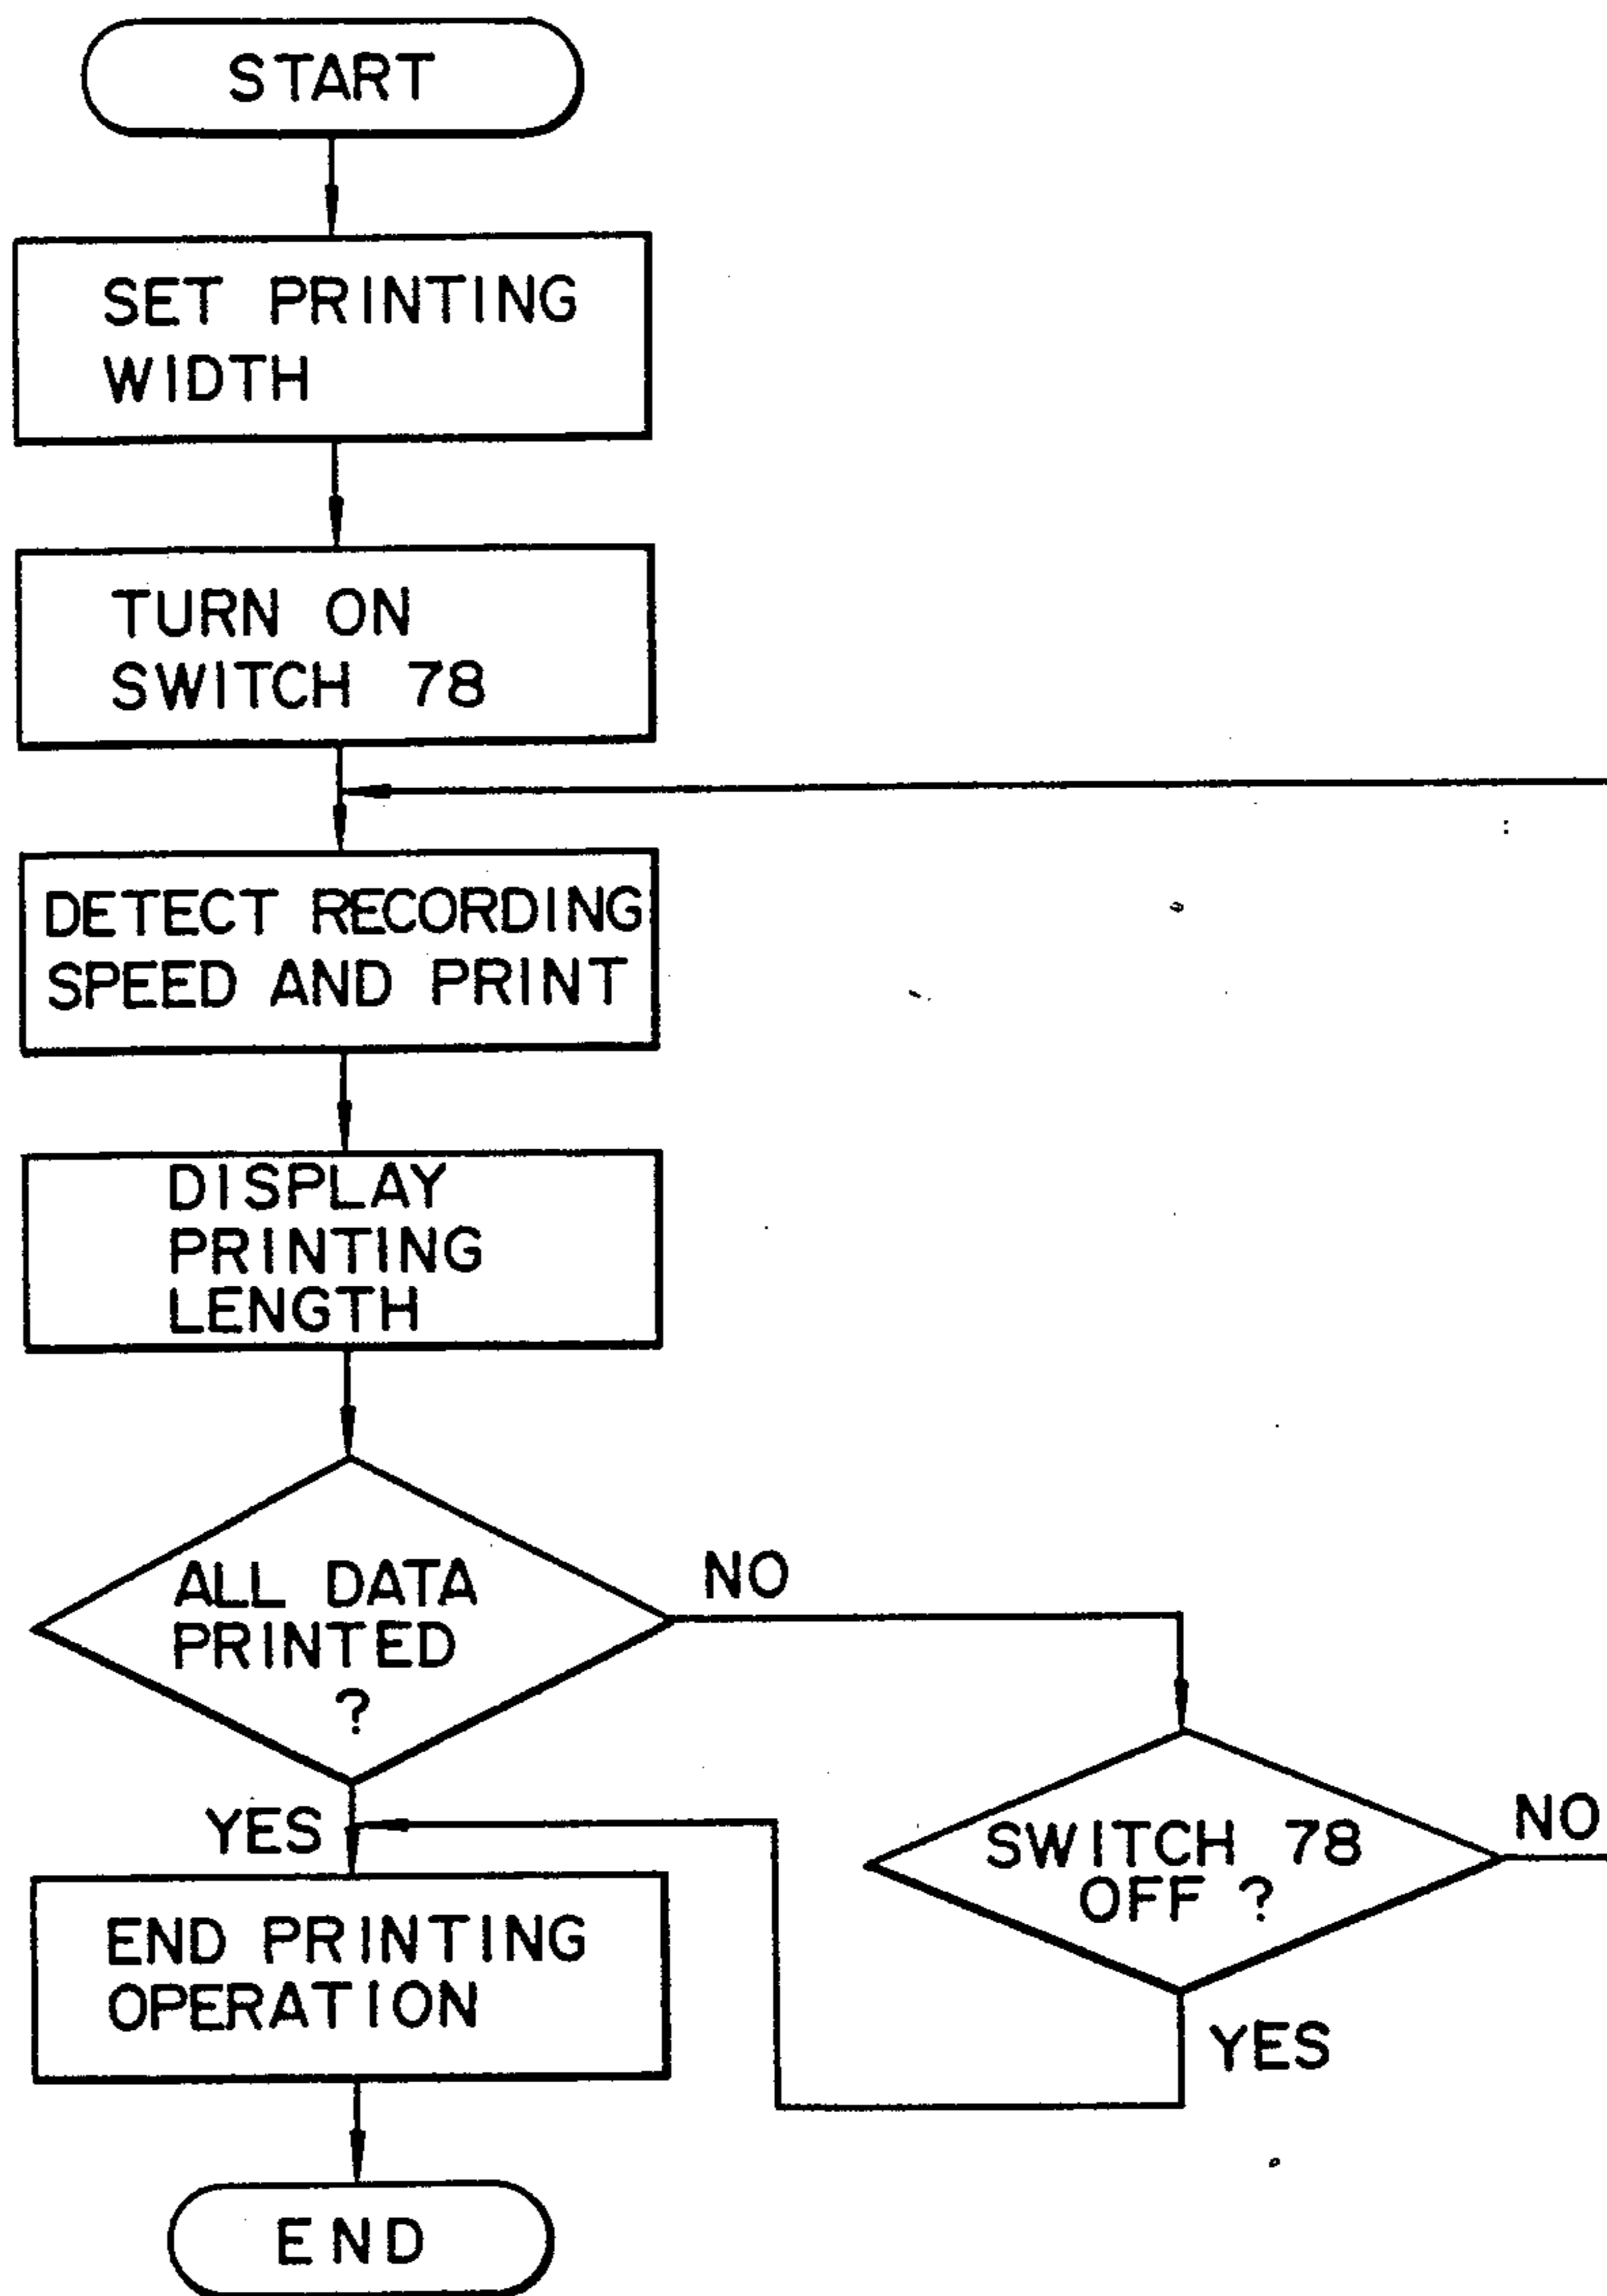 START
SET PRINTING
WIDTH
TURN ON
SWITCH 78
DETECT RECORDING
SPEED AND PRINT
DISPLAY
PRINTING
LENGTH
ALL DATA
PRINTED
?
NO
YES
SWITCH 78
OFF ?
NO
YES
END PRINTING
OPERATION
END